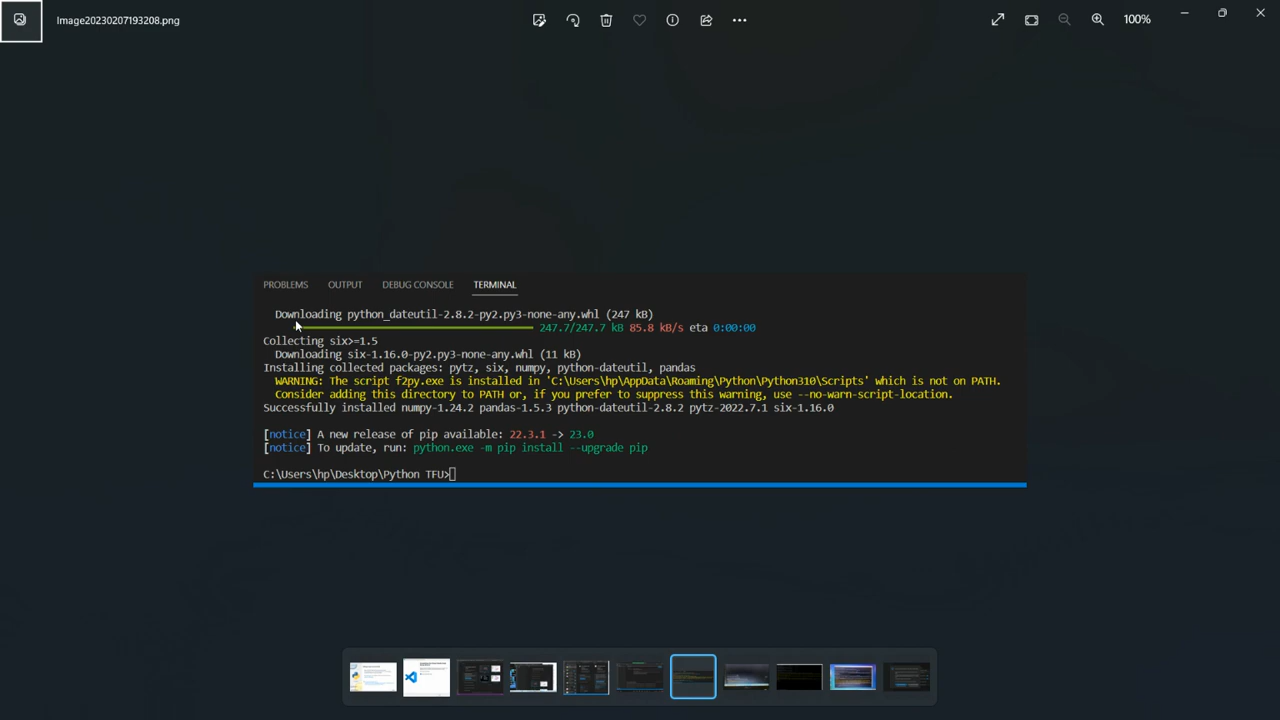 Image20230207193208.png
100%
PROBLEMS OUTPUT DEBUG CONSOLE TERMINAL
Downloading python_dateutil-2.8.2-py2.py3-none-any.whl (247 kB)
247.7/247.7 kB 85.8 kB/s eta 0:00:00
Collecting six>=1.5
Downloading six-1.16.0-py2.py3-none-any.whl (11 kB)
Installing collected packages: pytz, six, numpy, python-dateutil, pandas
WARNING: The script f2py.exe is installed in 'C:\Users\hp\AppData\Roaming\Python\Python310\Scripts' which is not on PATH.
Consider adding this directory to PATH or, if you prefer to suppress this warning, use --no-warn-script-location.
Successfully installed numpy-1.24.2 pandas-1.5.3 python-dateutil-2.8.2 pytz-2022.7.1 six-1.16.0
[notice] A new release of pip available: 22.3.1 -> 23.0
[notice] To update, run: python.exe -m pip install --upgrade pip
C:\Users\hp\Desktop\Python TFU>